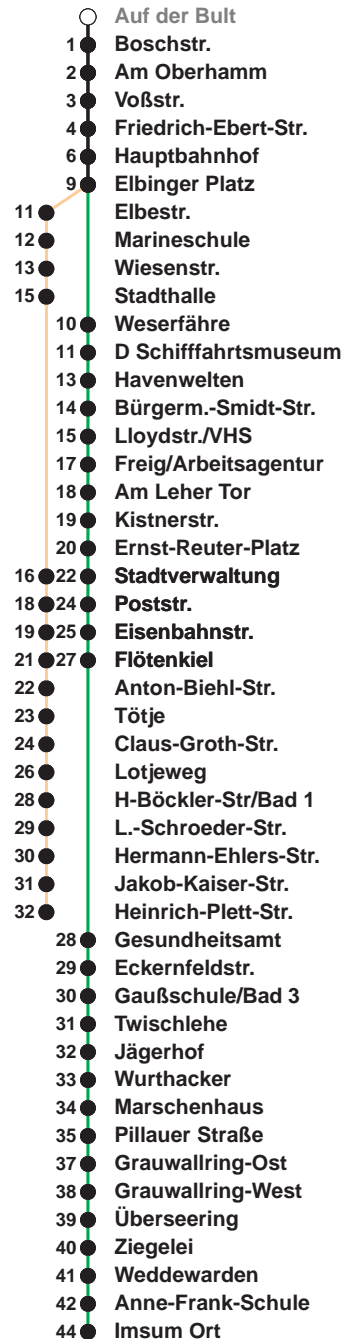 Auf der Bult
1 Boschstr.
2 Am Oberhamm
3 Voßstr.
4 Friedrich-Ebert-Str.
6 Hauptbahnhof
9 Elbinger Platz
11 Elbestr.
12 Marineschule
13 Wiesenstr.
15 Stadthalle
10 Weserfähre
11 D Schifffahrtsmuseum
13 Havenwelten
14 Bürgerm.-Smidt-Str.
15 Lloydstr./VHS
17 Freig/Arbeitsagentur
18 Am Leher Tor
19 Kistnerstr.
20 Ernst-Reuter-Platz
16 22 Stadtverwaltung
18 24 Poststr.
19 25 Eisenbahnstr.
21 27 Flötenkiel
22 Anton-Biehl-Str.
23 Tötje
24 Claus-Groth-Str.
26 Lotjeweg
28 H-Böckler-Str/Bad 1
29 L.-Schroeder-Str.
30 Hermann-Ehlers-Str.
31 Jakob-Kaiser-Str.
32 Heinrich-Plett-Str.
28 Gesundheitsamt
29 Eckernfeldstr.
30 Gaußschule/Bad 3
31 Twischlehe
32 Jägerhof
33 Wurthacker
34 Marschenhaus
35 Pillauer Straße
37 Grauwallring-Ost
38 Grauwallring-West
39 Überseering
40 Ziegelei
41 Weddewarden
42 Anne-Frank-Schule
44 Imsum Ort